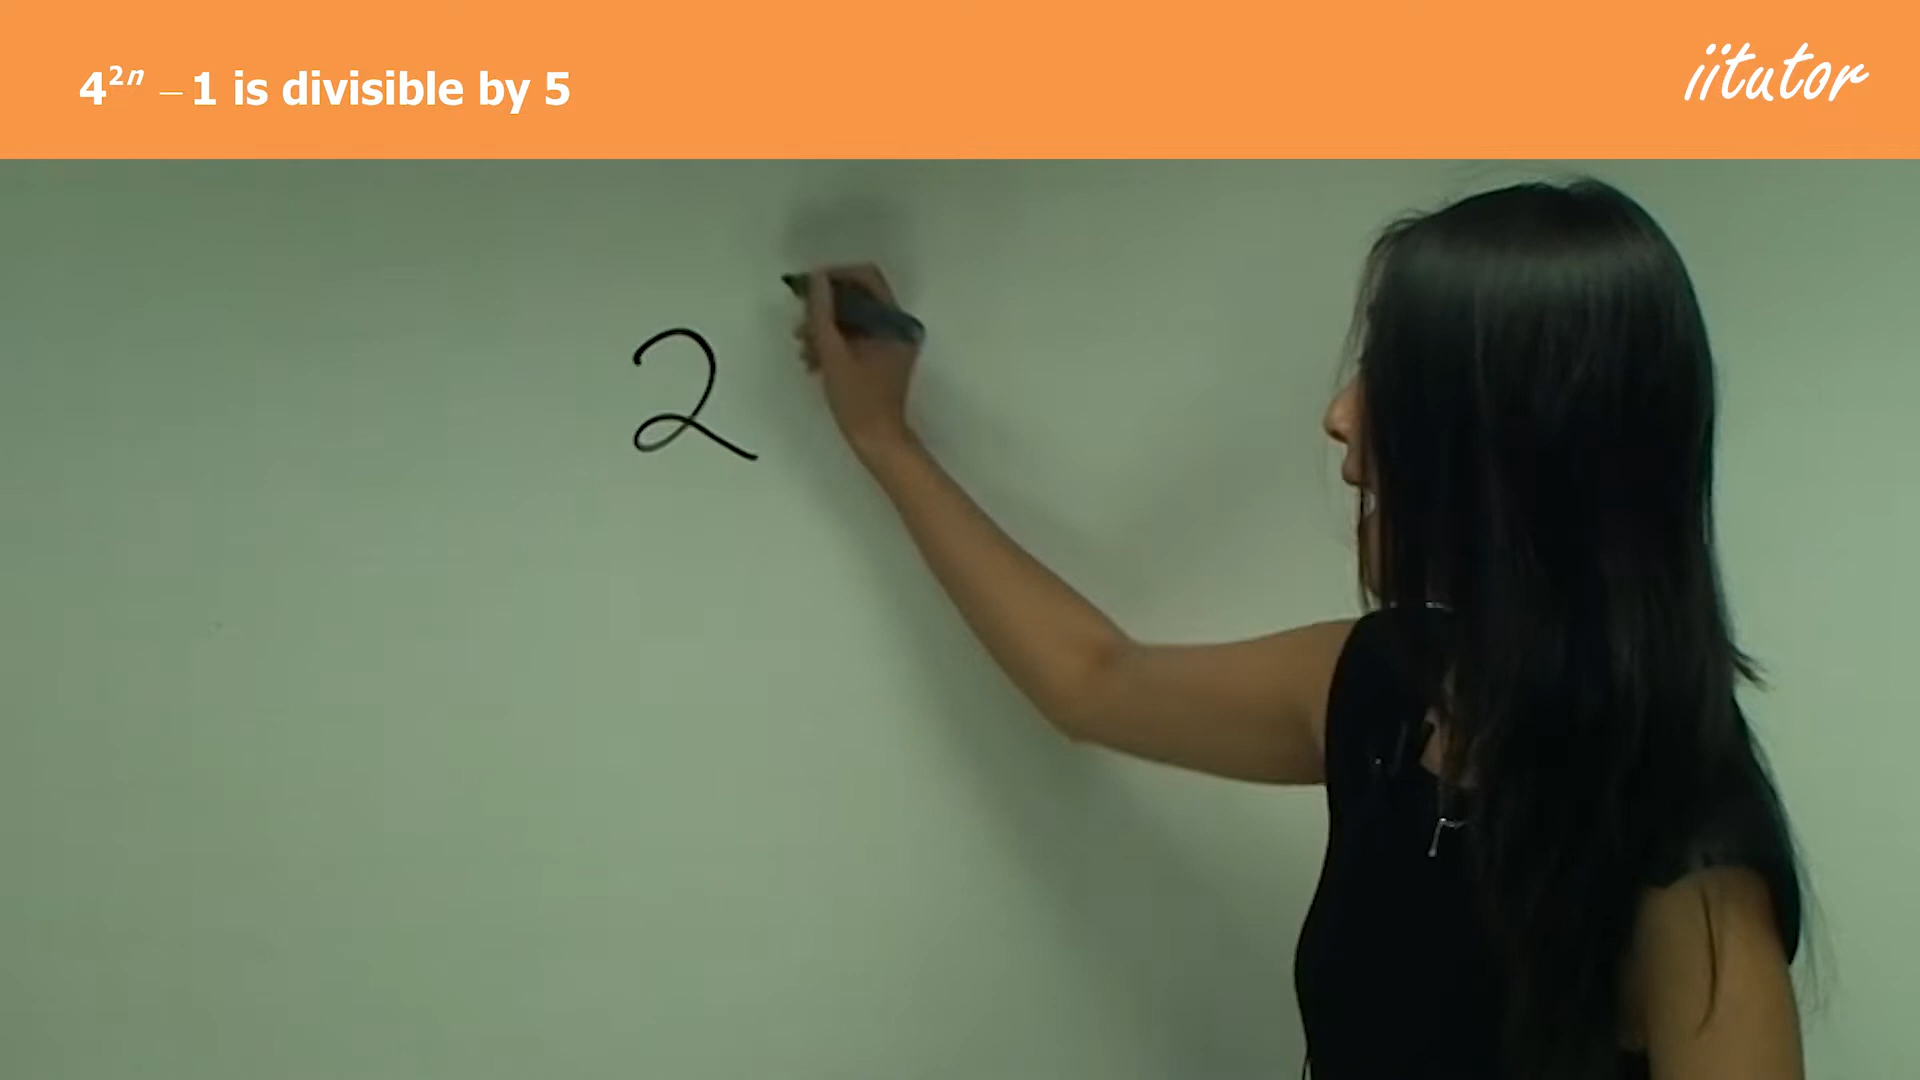 4²ⁿ – 1 is divisible by 5
iitutor
2